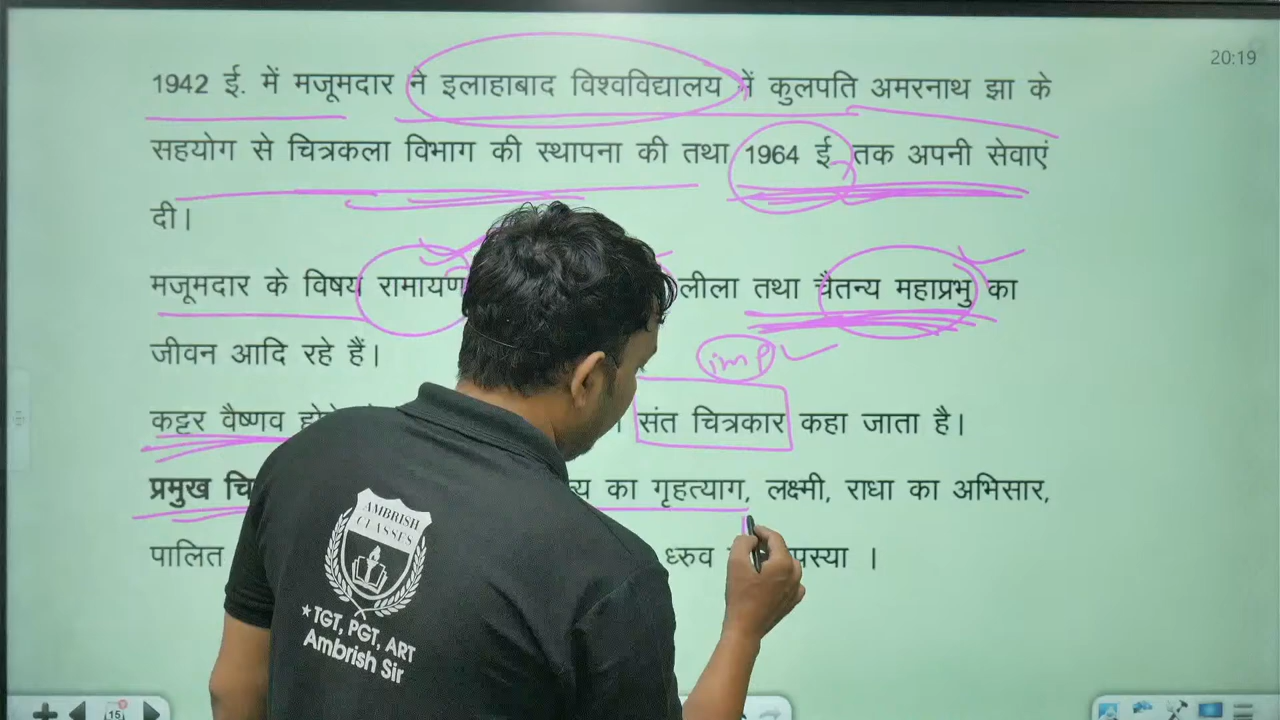 20:19
1942 ई. में मजूमदार ने इलाहाबाद विश्वविद्यालय में कुलपति अमरनाथ झा के
सहयोग से चित्रकला विभाग की स्थापना की तथा 1964 ई. तक अपनी सेवाएं
दी।
मजूमदार के विषय रामायण लीला तथा चैतन्य महाप्रभु का
imp
जीवन आदि रहे हैं।
कट्टर वैष्णव संत चित्रकार कहा जाता है।
प्रमुख का गृहत्याग, लक्ष्मी, राधा का अभिसार,
पालित ध्रुव
AMBRISH
CLASSES
★ TGT, PGT, ART
Ambrish Sir
15